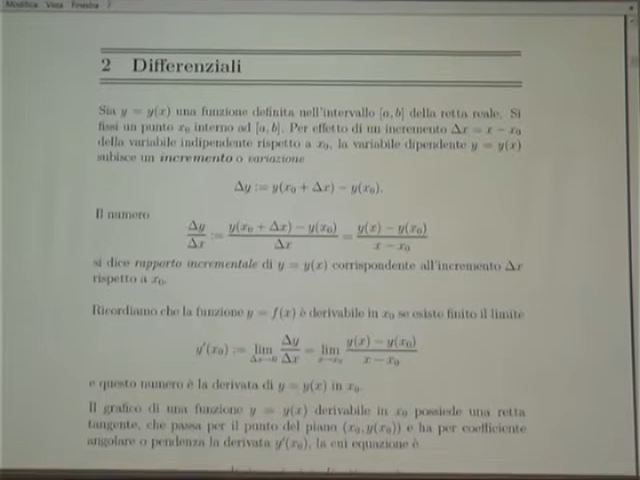 Modifica Vista Finestra ?
2 Differenziali
Sia y = y(x) una funzione definita nell'intervallo [a, b] della retta reale. Si
fissi un punto x₀ interno ad [a, b]. Per effetto di un incremento Δx = x − x₀
della variabile indipendente rispetto a x₀, la variabile dipendente y = y(x)
subisce un incremento o variazione
Δy := y(x₀ + Δx) − y(x₀).
Il numero
Δy/Δx := (y(x₀ + Δx) − y(x₀))/Δx = (y(x) − y(x₀))/(x − x₀)
si dice rapporto incrementale di y = y(x) corrispondente all'incremento Δx
rispetto a x₀.
Ricordiamo che la funzione y = f(x) è derivabile in x₀ se esiste finito il limite
y′(x₀) := lim Δx→0 Δy/Δx = lim x→x₀ (y(x) − y(x₀))/(x − x₀)
e questo numero è la derivata di y = y(x) in x₀.
Il grafico di una funzione y = y(x) derivabile in x₀ possiede una retta
tangente, che passa per il punto del piano (x₀, y(x₀)) e ha per coefficiente
angolare o pendenza la derivata y′(x₀), la cui equazione è